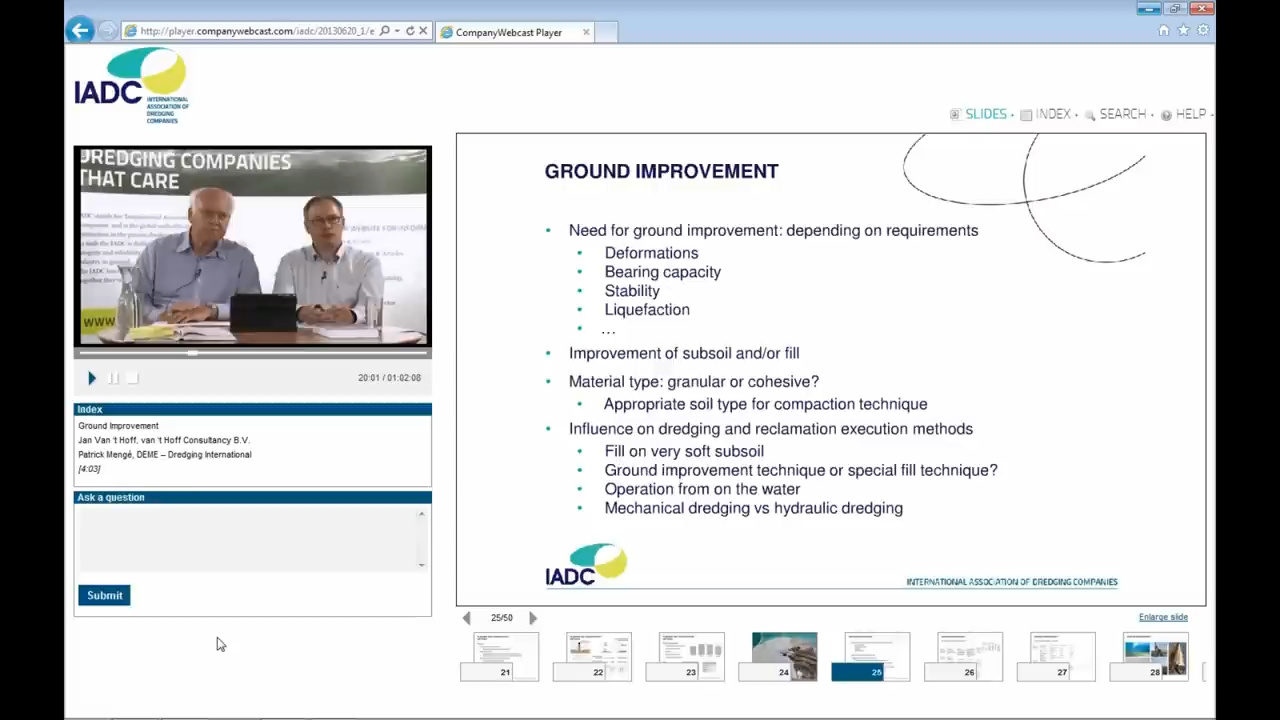 http://player.companywebcast.com/iadc/20130620_1/e
CompanyWebcast Player
IADC
INTERNATIONAL
ASSOCIATION OF
DREDGING
COMPANIES
SLIDES
INDEX
SEARCH
HELP
DREDGING COMPANIES
THAT CARE
WWW
20:01 / 01:02:08
Index
Ground Improvement
Jan Van 't Hoff, van 't Hoff Consultancy B.V.
Patrick Mengé, DEME – Dredging International
[4:03]
Ask a question
Submit
GROUND IMPROVEMENT
• Need for ground improvement: depending on requirements
• Deformations
• Bearing capacity
• Stability
• Liquefaction
• …
• Improvement of subsoil and/or fill
• Material type: granular or cohesive?
• Appropriate soil type for compaction technique
• Influence on dredging and reclamation execution methods
• Fill on very soft subsoil
• Ground improvement technique or special fill technique?
• Operation from on the water
• Mechanical dredging vs hydraulic dredging
IADC
INTERNATIONAL ASSOCIATION OF DREDGING COMPANIES
25/50
Enlarge slide
21
22
23
24
25
26
27
28